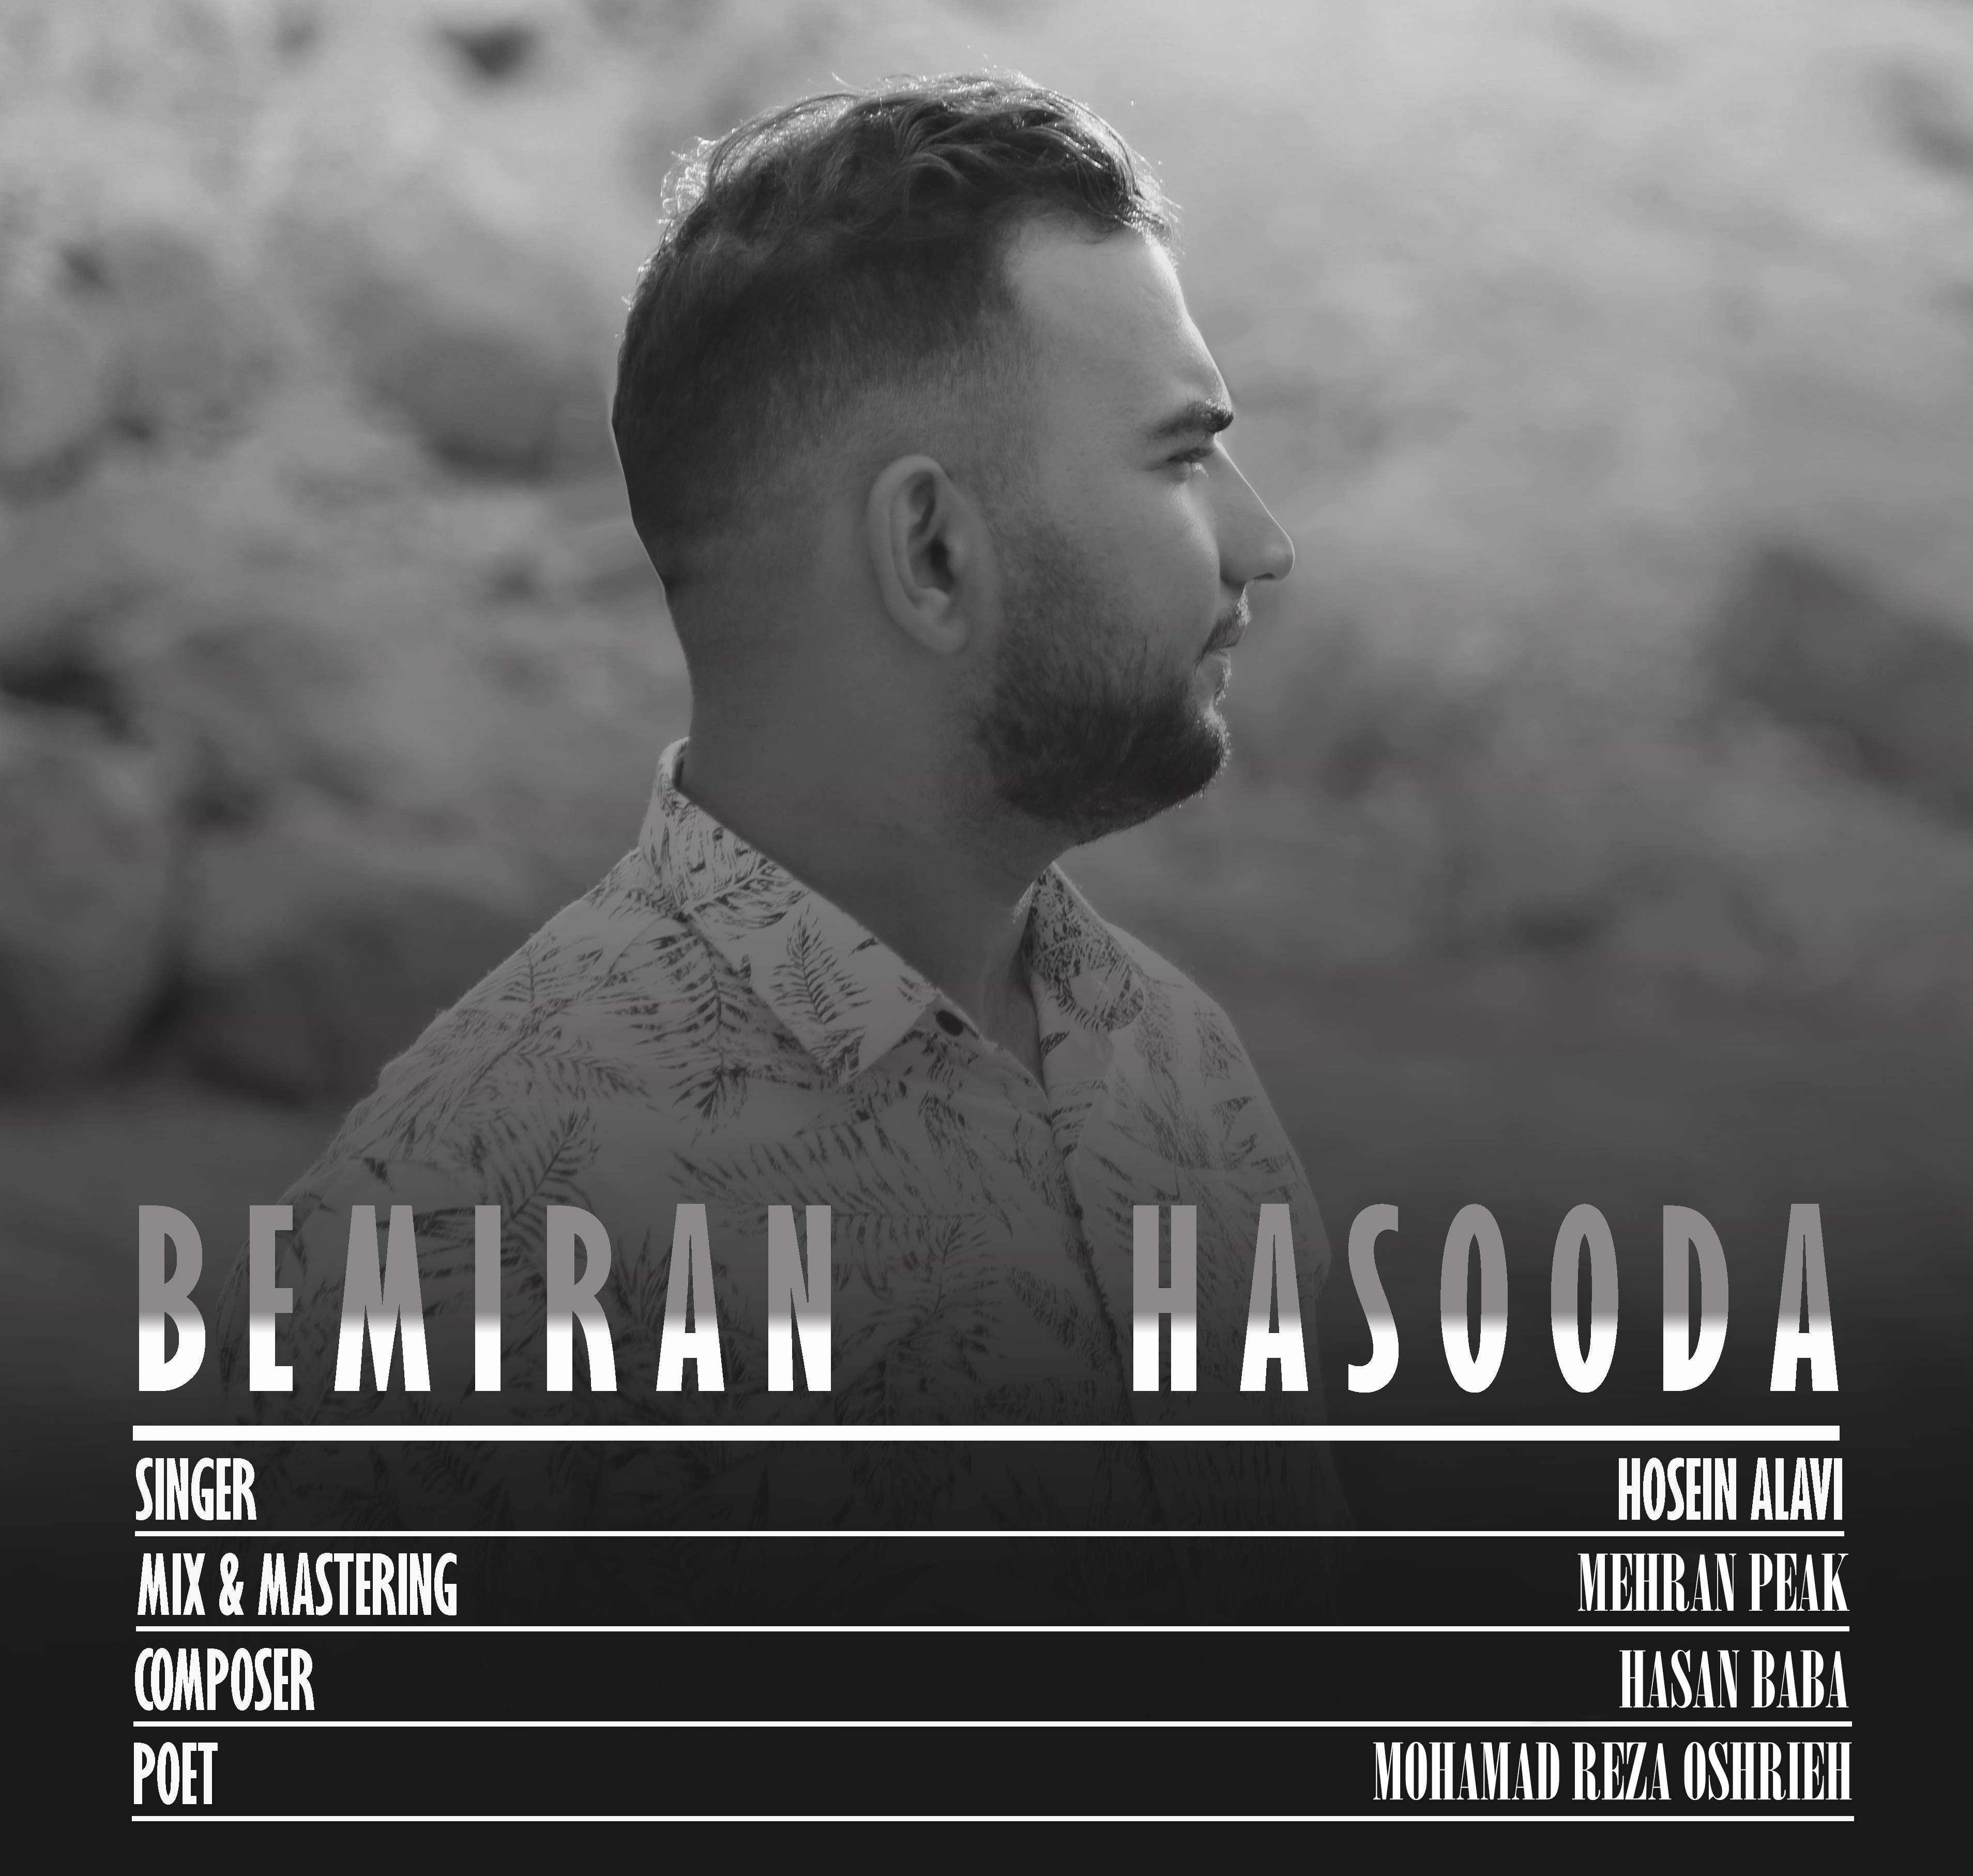 BEMIRAN HASOODA
SINGER HOSEIN ALAVI
MIX & MASTERING MEHRAN PEAK
COMPOSER HASAN BABA
POET MOHAMAD REZA OSHRIEH